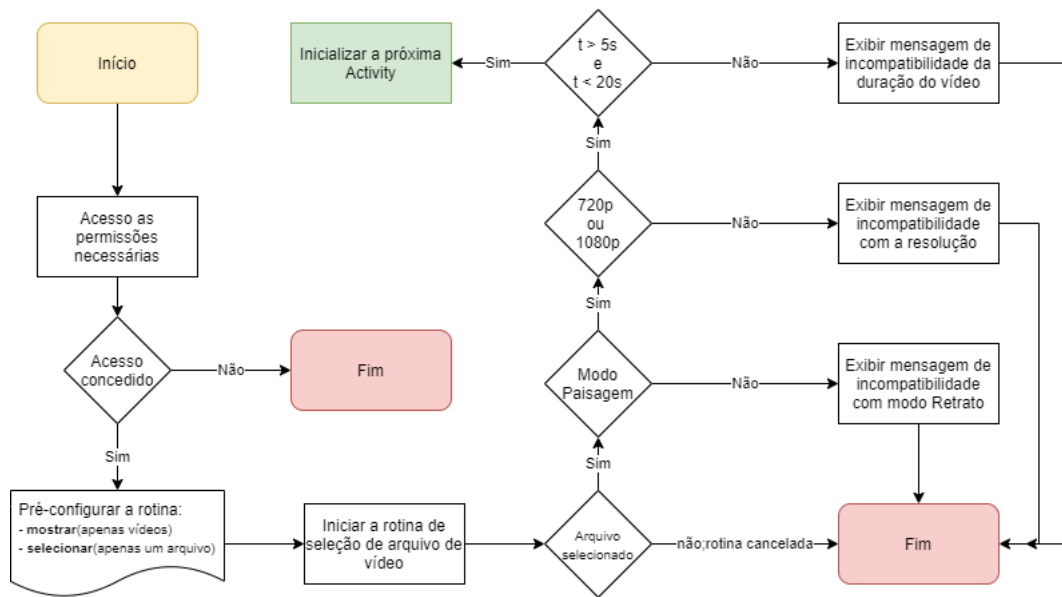 Início
Acesso as
permissões
necessárias
Acesso
concedido
Não
Fim
Sim
Pré-configurar a rotina:
- mostrar(apenas vídeos)
- selecionar(apenas um arquivo)
Iniciar a rotina de
seleção de arquivo de
vídeo
Arquivo
selecionado
não;rotina cancelada
Fim
Sim
Modo
Paisagem
Não
Exibir mensagem de
incompatibilidade
com modo Retrato
Sim
720p
ou
1080p
Não
Exibir mensagem de
incompatibilidade
com a resolução
Sim
t > 5s
e
t < 20s
Não
Exibir mensagem de
incompatibilidade da
duração do vídeo
Sim
Inicializar a próxima
Activity